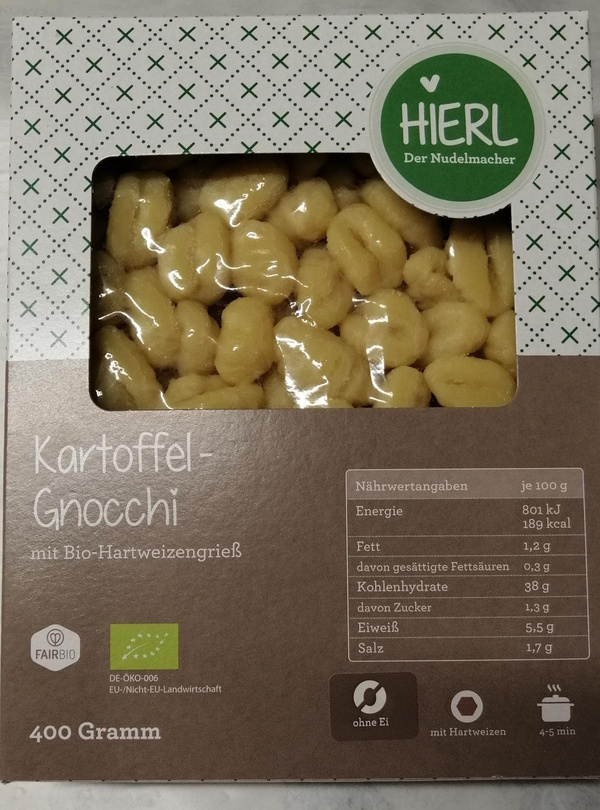 HIERL
Der Nudelmacher
Kartoffel-
Gnocchi
mit Bio-Hartweizengrieß
Nährwertangaben je 100 g
Energie 801 kJ
189 kcal
Fett 1,2 g
davon gesättigte Fettsäuren 0,3 g
Kohlenhydrate 38 g
davon Zucker 1,3 g
Eiweiß 5,5 g
Salz 1,7 g
FAIRBIO
DE-ÖKO-006
EU-/Nicht-EU-Landwirtschaft
400 Gramm
ohne Ei
mit Hartweizen
4-5 min